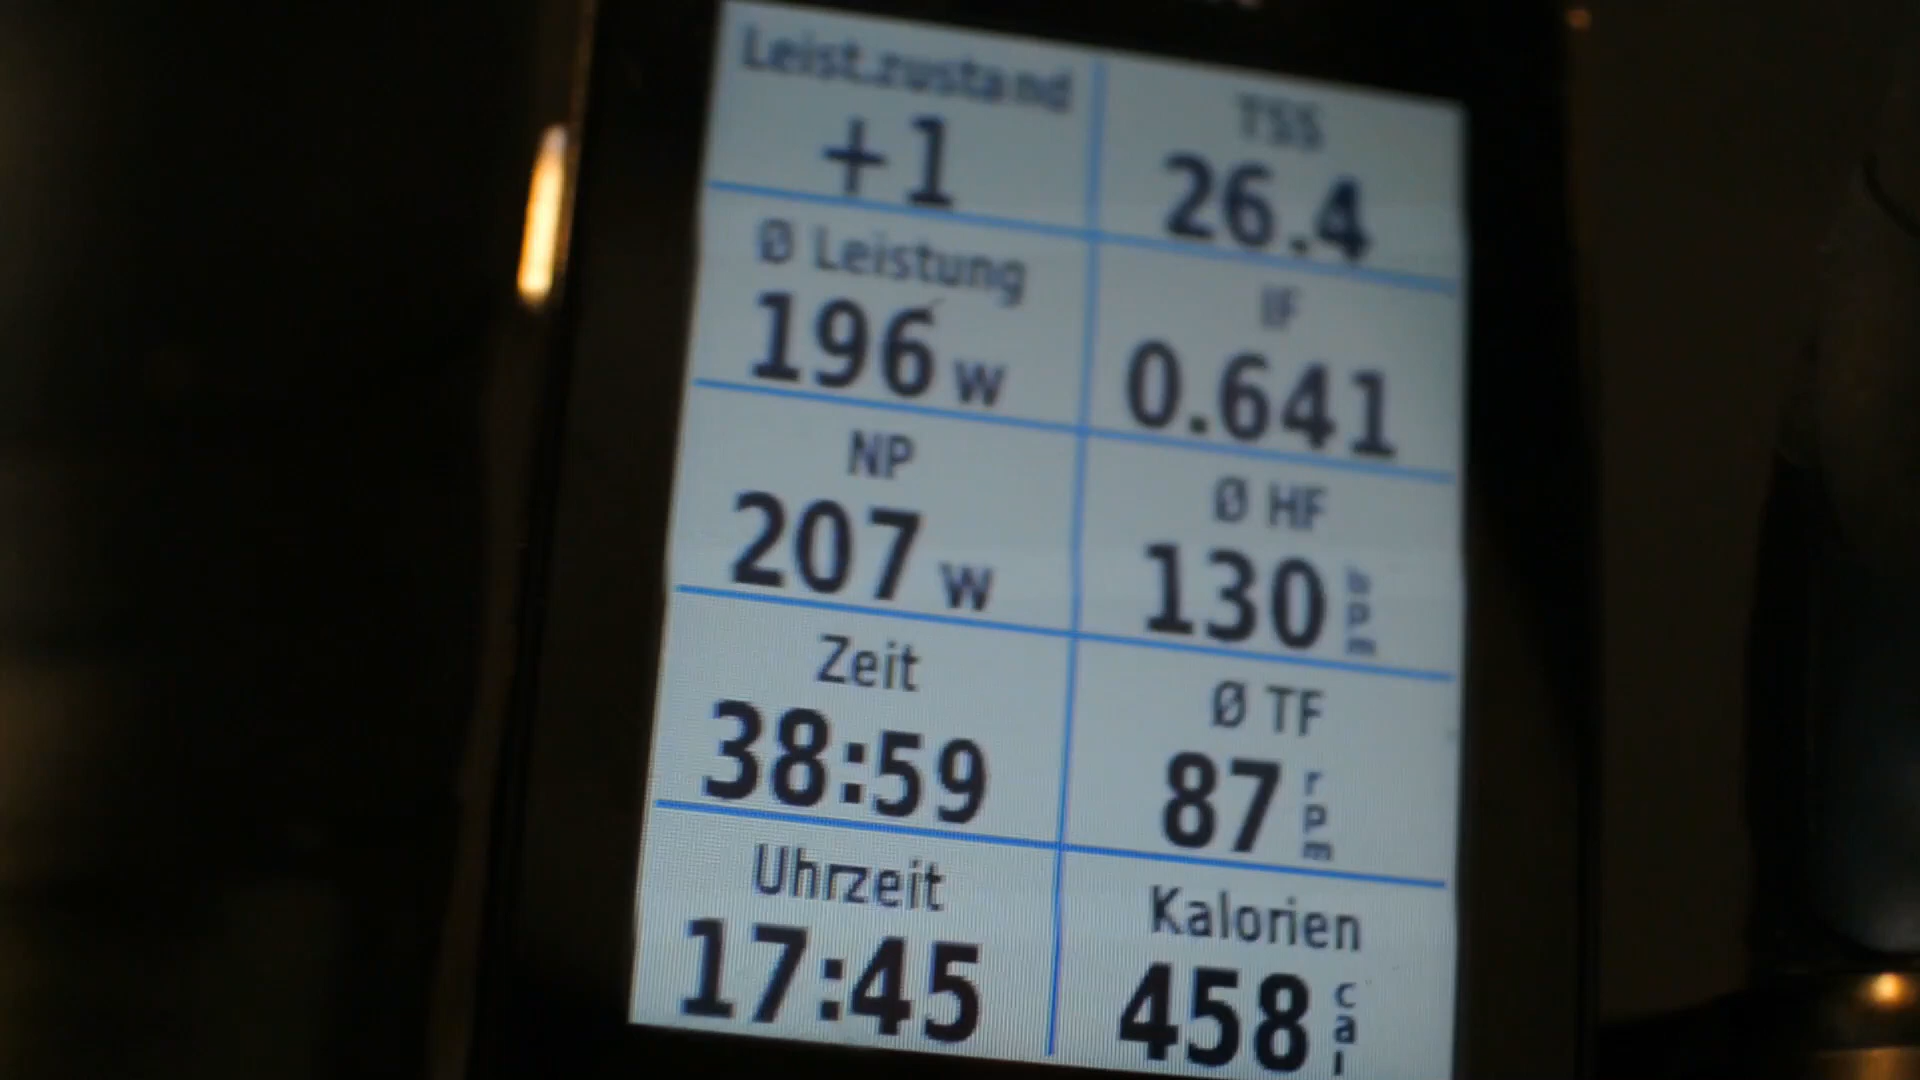 Leist.zustand
+1
TSS
26.4
Ø Leistung
196 w
IF
0.641
NP
207 w
Ø HF
130 bpm
Zeit
38:59
Ø TF
87 rpm
Uhrzeit
17:45
Kalorien
458 cal